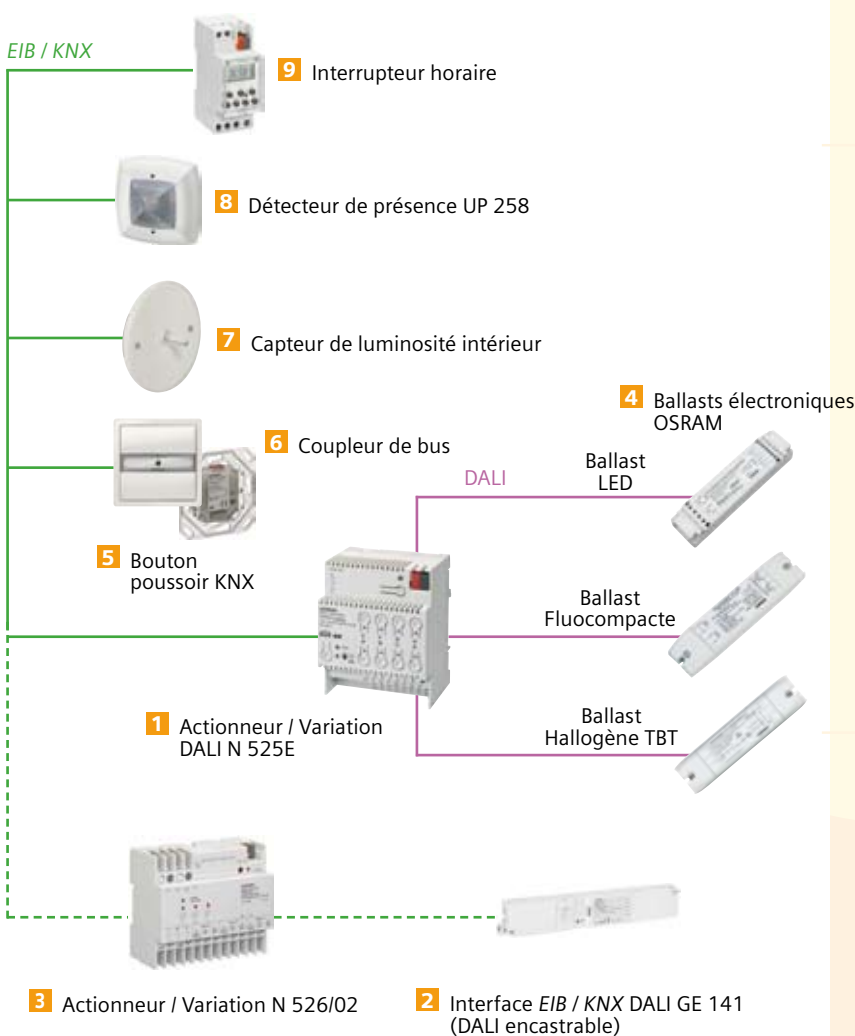 EIB / KNX
9 Interrupteur horaire
8 Détecteur de présence UP 258
7 Capteur de luminosité intérieur
4 Ballasts électroniques
OSRAM
6 Coupleur de bus
DALI
Ballast
LED
5 Bouton
poussoir KNX
Ballast
Fluocompacte
1 Actionneur / Variation
DALI N 525E
Ballast
Hallogène TBT
3 Actionneur / Variation N 526/02
2 Interface EIB / KNX DALI GE 141
(DALI encastrable)